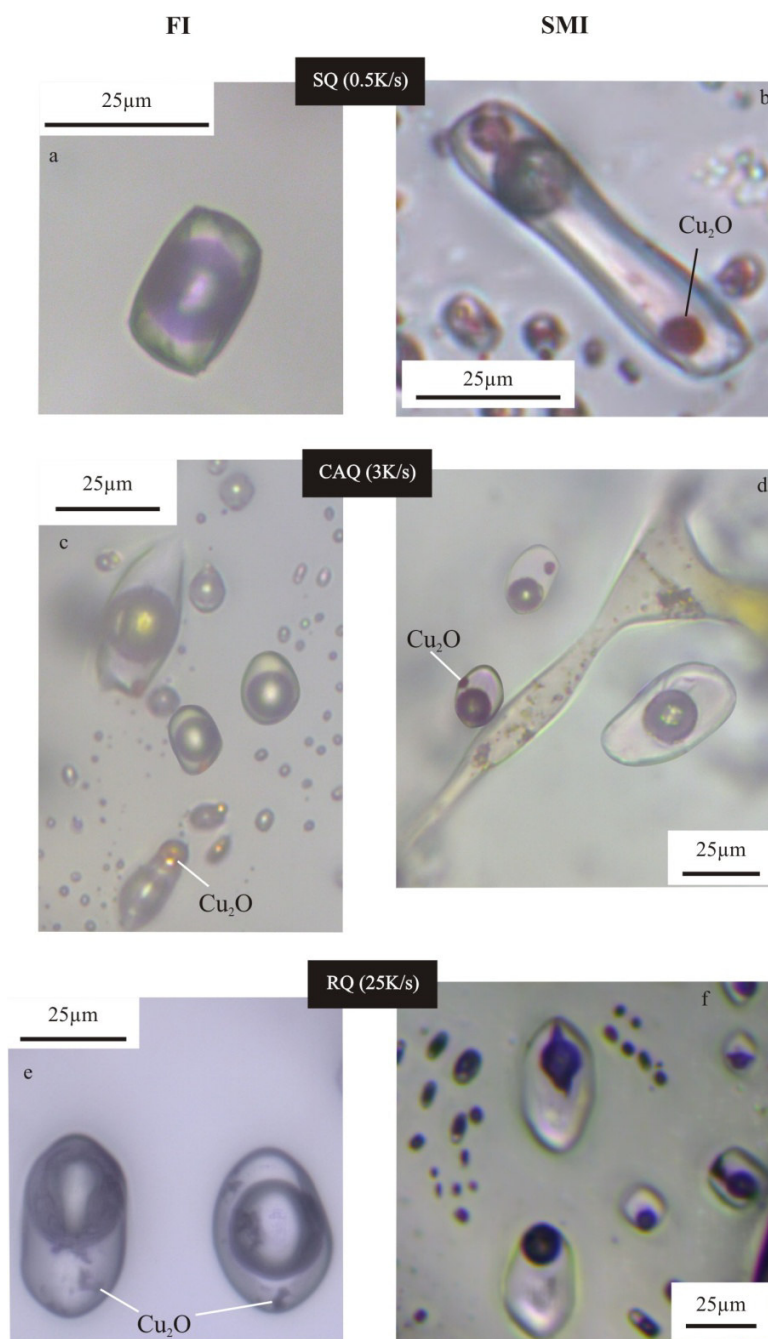 FI
SMI
SQ (0.5K/s)
25µm
a
b
Cu₂O
25µm
CAQ (3K/s)
25µm
c
d
Cu₂O
Cu₂O
25µm
RQ (25K/s)
25µm
e
f
Cu₂O
25µm